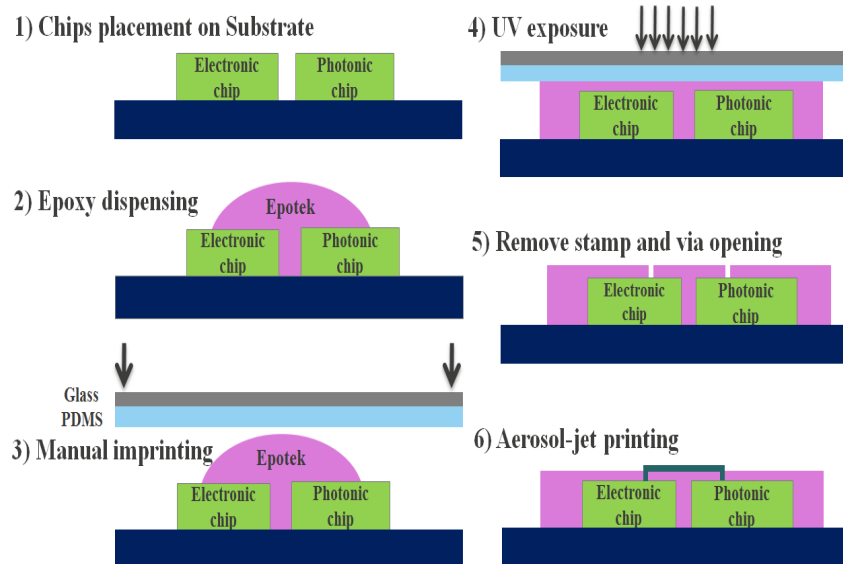 1) Chips placement on Substrate
Electronic chip
Photonic chip
2) Epoxy dispensing
Epotek
Electronic chip
Photonic chip
Glass
PDMS
3) Manual imprinting
Epotek
Electronic chip
Photonic chip
4) UV exposure
Electronic chip
Photonic chip
5) Remove stamp and via opening
Electronic chip
Photonic chip
6) Aerosol-jet printing
Electronic chip
Photonic chip